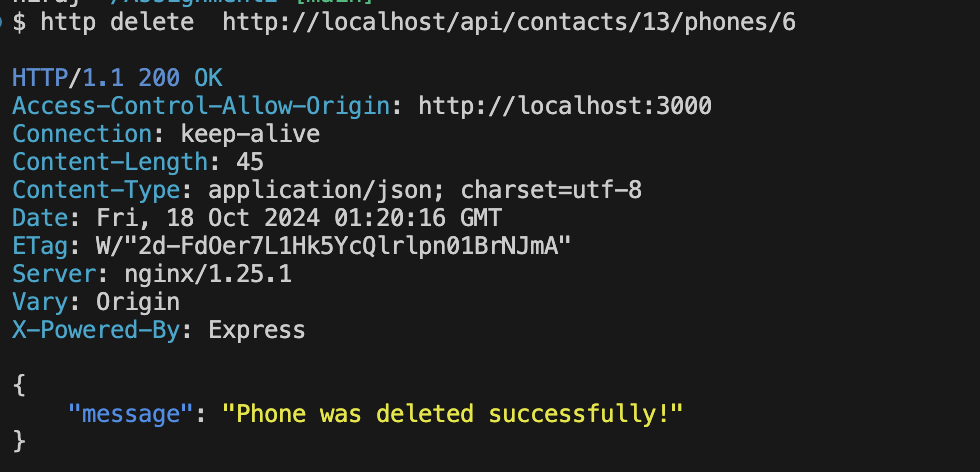 $ http delete  http://localhost/api/contacts/13/phones/6
HTTP/1.1 200 OK
Access-Control-Allow-Origin: http://localhost:3000
Connection: keep-alive
Content-Length: 45
Content-Type: application/json; charset=utf-8
Date: Fri, 18 Oct 2024 01:20:16 GMT
ETag: W/"2d-FdOer7L1Hk5YcQlrlpn01BrNJmA"
Server: nginx/1.25.1
Vary: Origin
X-Powered-By: Express
{
    "message": "Phone was deleted successfully!"
}